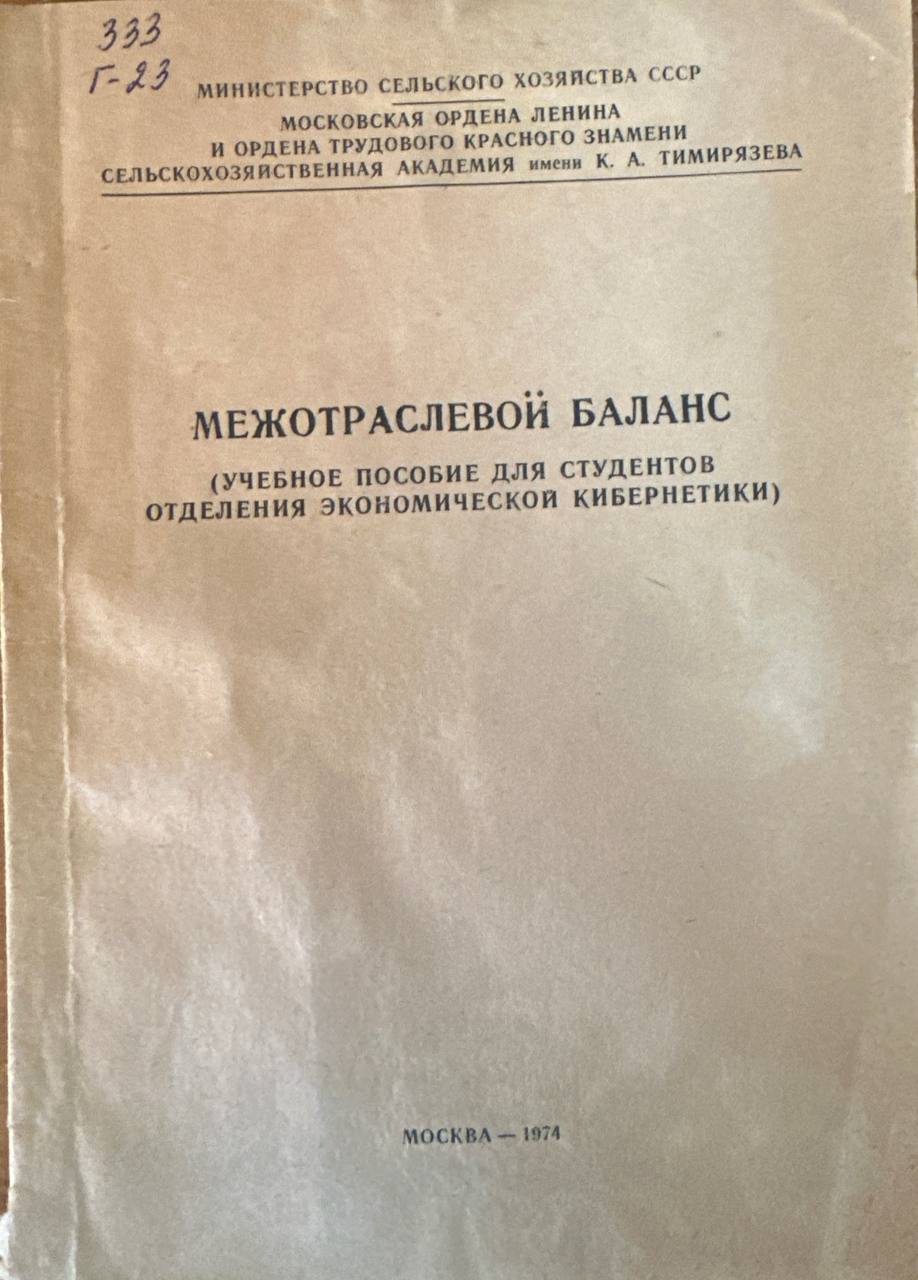 333
Г-23
МИНИСТЕРСТВО СЕЛЬСКОГО ХОЗЯЙСТВА СССР
МОСКОВСКАЯ ОРДЕНА ЛЕНИНА
И ОРДЕНА ТРУДОВОГО КРАСНОГО ЗНАМЕНИ
СЕЛЬСКОХОЗЯЙСТВЕННАЯ АКАДЕМИЯ имени К. А. ТИМИРЯЗЕВА
МЕЖОТРАСЛЕВОЙ БАЛАНС
(УЧЕБНОЕ ПОСОБИЕ ДЛЯ СТУДЕНТОВ
ОТДЕЛЕНИЯ ЭКОНОМИЧЕСКОЙ КИБЕРНЕТИКИ)
МОСКВА — 1974